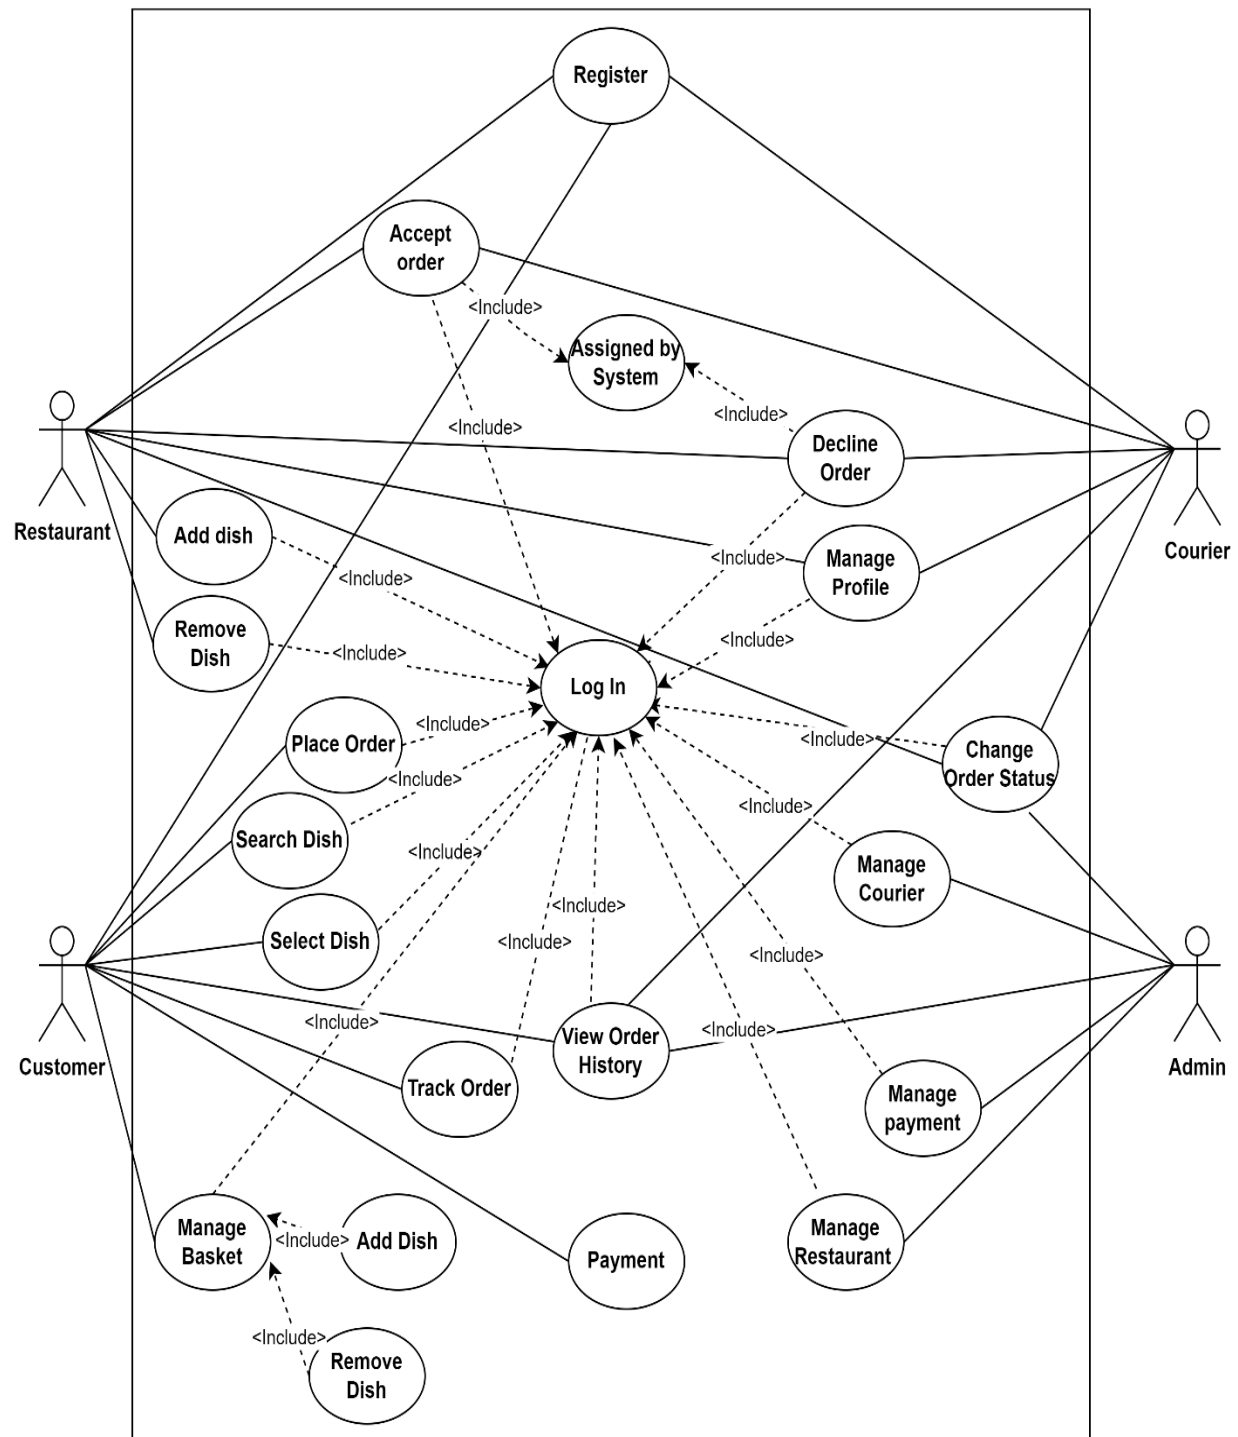 Register
Accept
order
<Include>
Assigned by
System
<Include>
<Include>
Decline
Order
Restaurant
Add dish
Courier
<Include>
<Include>
Manage
Profile
Remove
Dish
<Include>
<Include>
Log In
Place Order
<Include>
<Include>
Change
Order Status
<Include>
<Include>
Search Dish
<Include>
Manage
Courier
<Include>
Select Dish
<Include>
<Include>
<Include>
<Include>
View Order
History
Customer
Track Order
Admin
Manage
payment
Manage
Basket
<Include>
Add Dish
Payment
Manage
Restaurant
<Include>
Remove
Dish